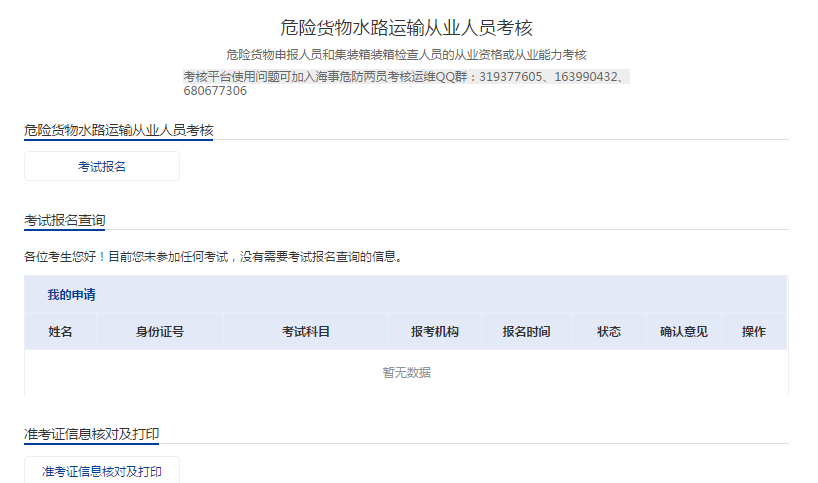 危险货物水路运输从业人员考核
危险货物申报人员和集装箱装箱检查人员的从业资格或从业能力考核
考核平台使用问题可加入海事危防两员考核运维QQ群：319377605、163990432、
680677306
危险货物水路运输从业人员考核
考试报名
考试报名查询
各位考生您好！目前您未参加任何考试，没有需要考试报名查询的信息。
我的申请
姓名 身份证号 考试科目 报考机构 报名时间 状态 确认意见 操作
暂无数据
准考证信息核对及打印
准考证信息核对及打印